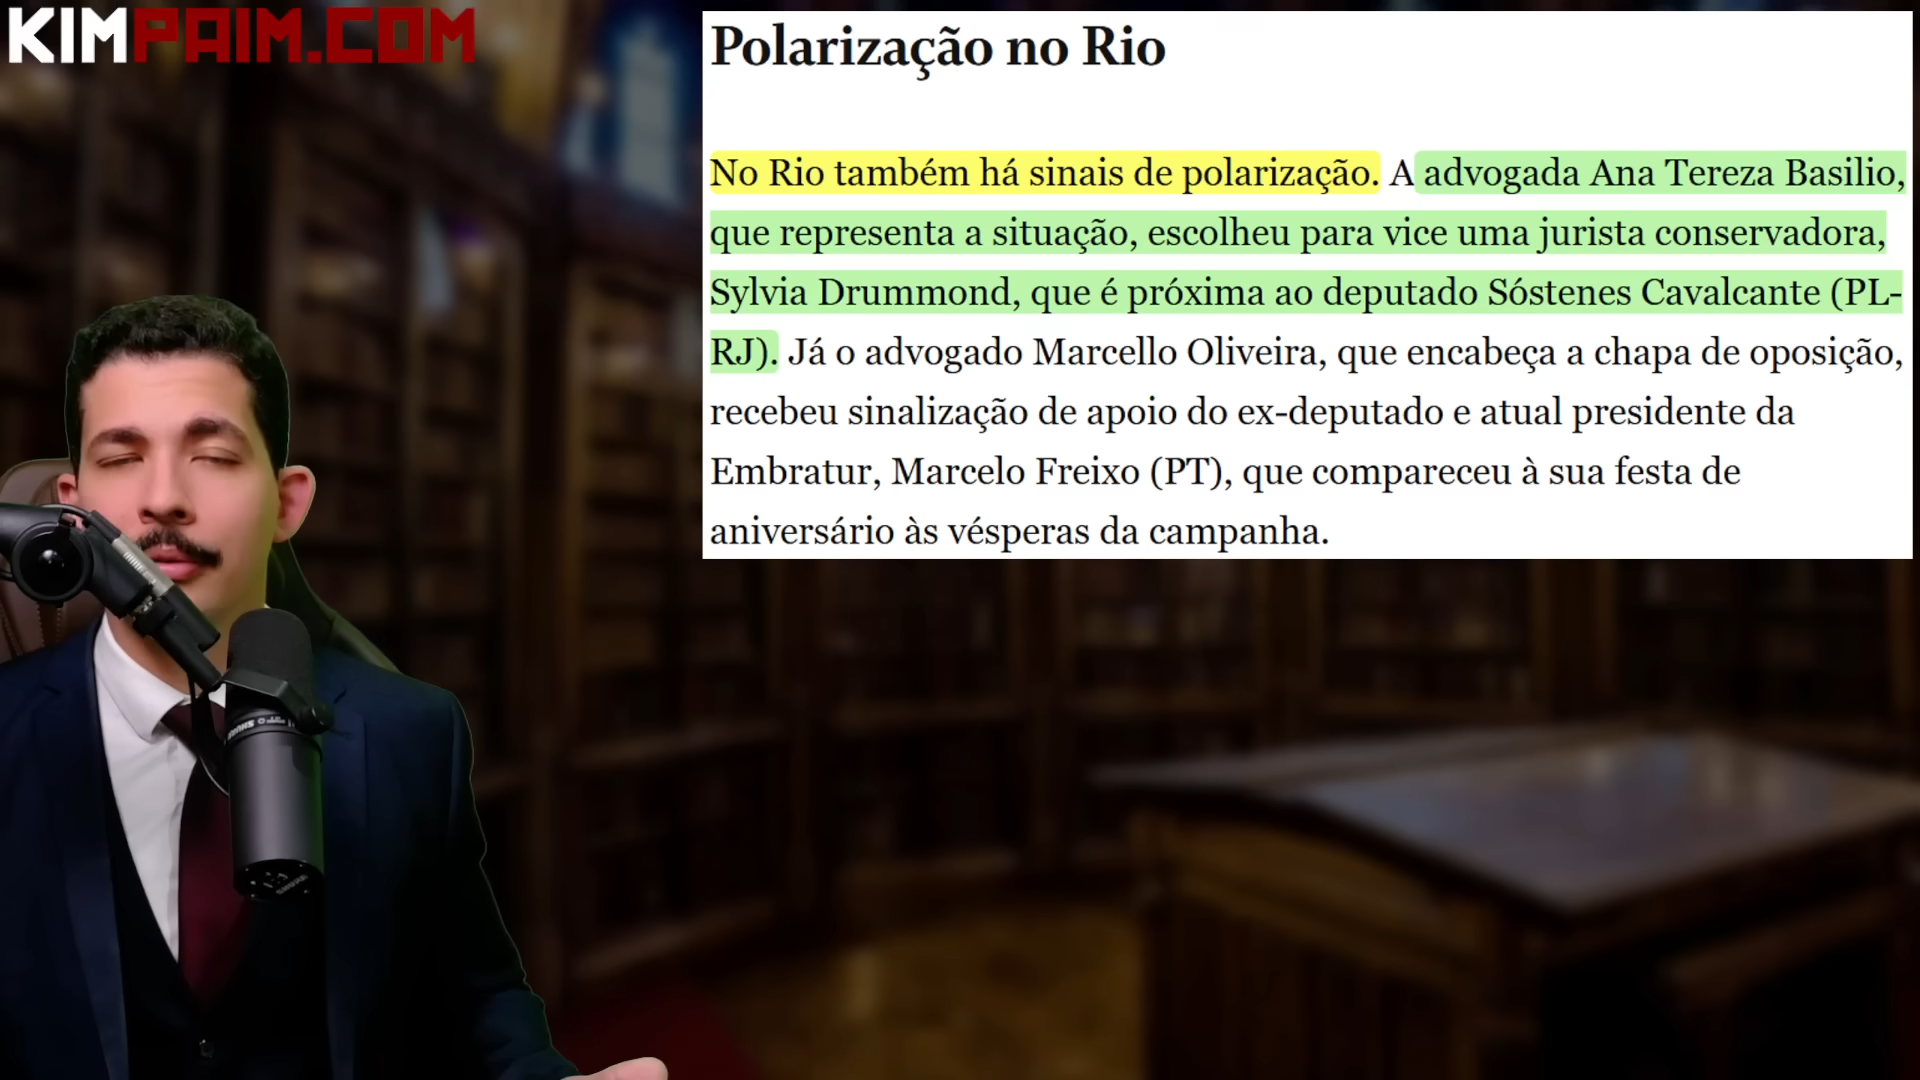 KIMPAIM.COM
Polarização no Rio
No Rio também há sinais de polarização. A advogada Ana Tereza Basilio,
que representa a situação, escolheu para vice uma jurista conservadora,
Sylvia Drummond, que é próxima ao deputado Sóstenes Cavalcante (PL-
RJ). Já o advogado Marcello Oliveira, que encabeça a chapa de oposição,
recebeu sinalização de apoio do ex-deputado e atual presidente da
Embratur, Marcelo Freixo (PT), que compareceu à sua festa de
aniversário às vésperas da campanha.